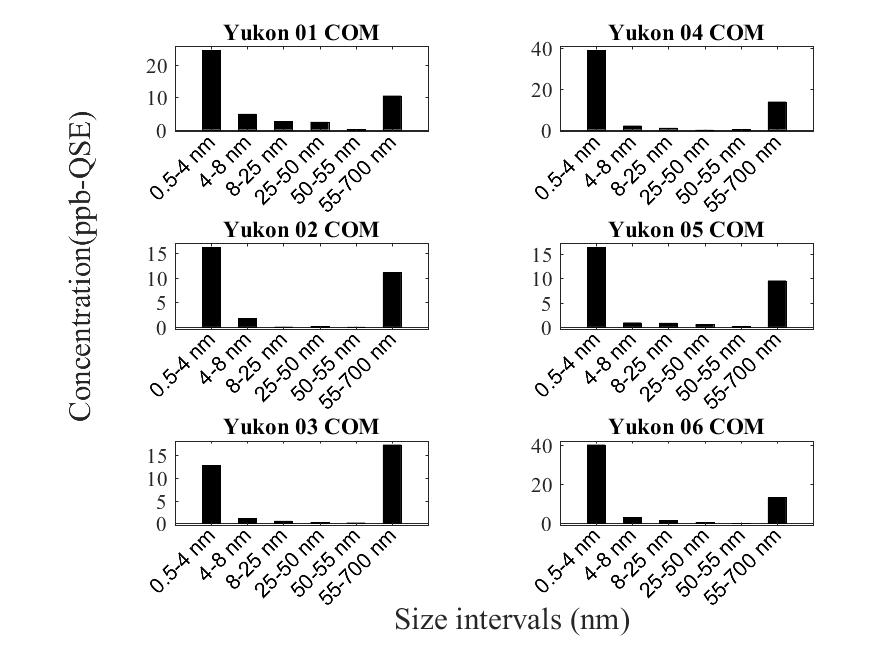 Concentration(ppb-QSE)
Yukon 01 COM
20
10
0
0.5-4 nm
4-8 nm
8-25 nm
25-50 nm
50-55 nm
55-700 nm
Yukon 04 COM
40
20
0
0.5-4 nm
4-8 nm
8-25 nm
25-50 nm
50-55 nm
55-700 nm
Yukon 02 COM
15
10
5
0
0.5-4 nm
4-8 nm
8-25 nm
25-50 nm
50-55 nm
55-700 nm
Yukon 05 COM
15
10
5
0
0.5-4 nm
4-8 nm
8-25 nm
25-50 nm
50-55 nm
55-700 nm
Yukon 03 COM
15
10
5
0
0.5-4 nm
4-8 nm
8-25 nm
25-50 nm
50-55 nm
55-700 nm
Yukon 06 COM
40
20
0
0.5-4 nm
4-8 nm
8-25 nm
25-50 nm
50-55 nm
55-700 nm
Size intervals (nm)